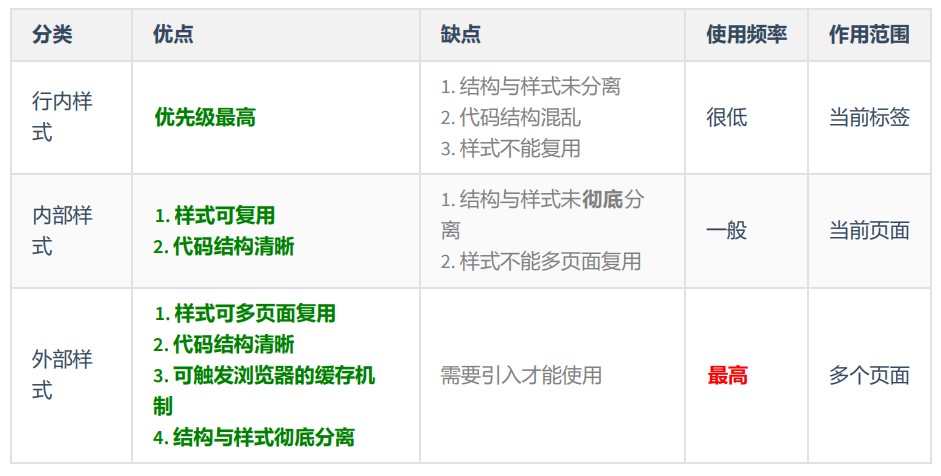 分类 优点 缺点 使用频率 作用范围
行内样
式
优先级最高
1. 结构与样式未分离
2. 代码结构混乱
3. 样式不能复用
很低
当前标签
内部样
式
1. 样式可复用
2. 代码结构清晰
1. 结构与样式未彻底分
离
2. 样式不能多页面复用
一般
当前页面
外部样
式
1. 样式可多页面复用
2. 代码结构清晰
3. 可触发浏览器的缓存机
制
4. 结构与样式彻底分离
需要引入才能使用
最高
多个页面